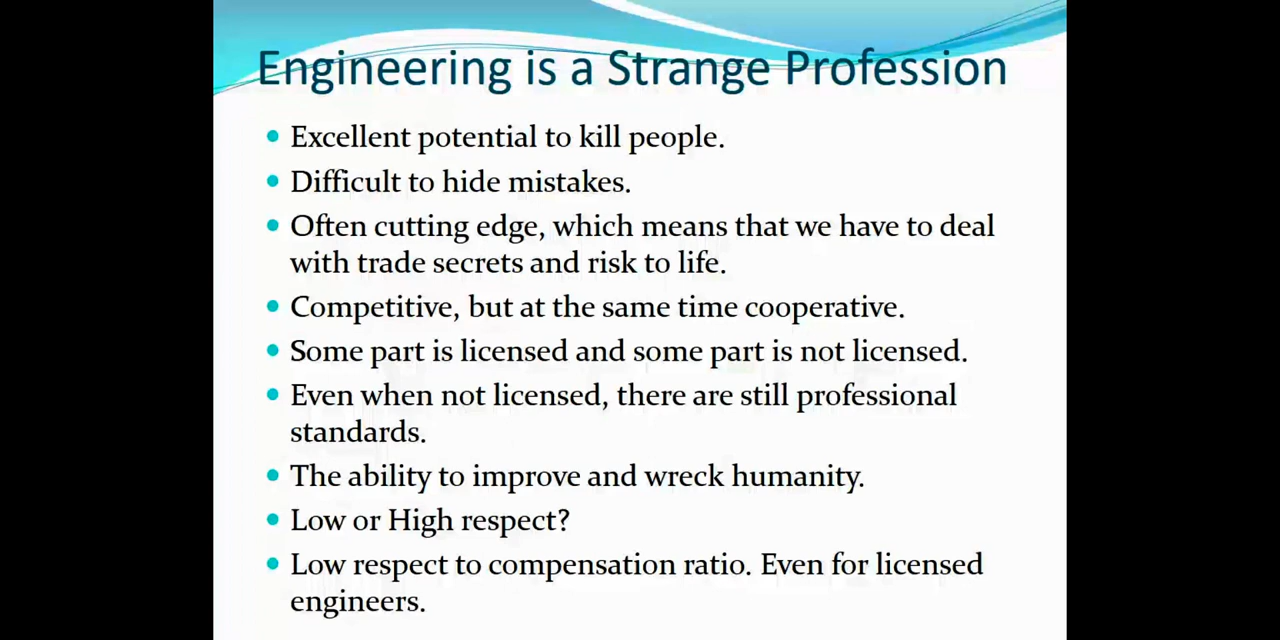 Engineering is a Strange Profession
Excellent potential to kill people.
Difficult to hide mistakes.
Often cutting edge, which means that we have to deal
with trade secrets and risk to life.
Competitive, but at the same time cooperative.
Some part is licensed and some part is not licensed.
Even when not licensed, there are still professional
standards.
The ability to improve and wreck humanity.
Low or High respect?
Low respect to compensation ratio. Even for licensed
engineers.